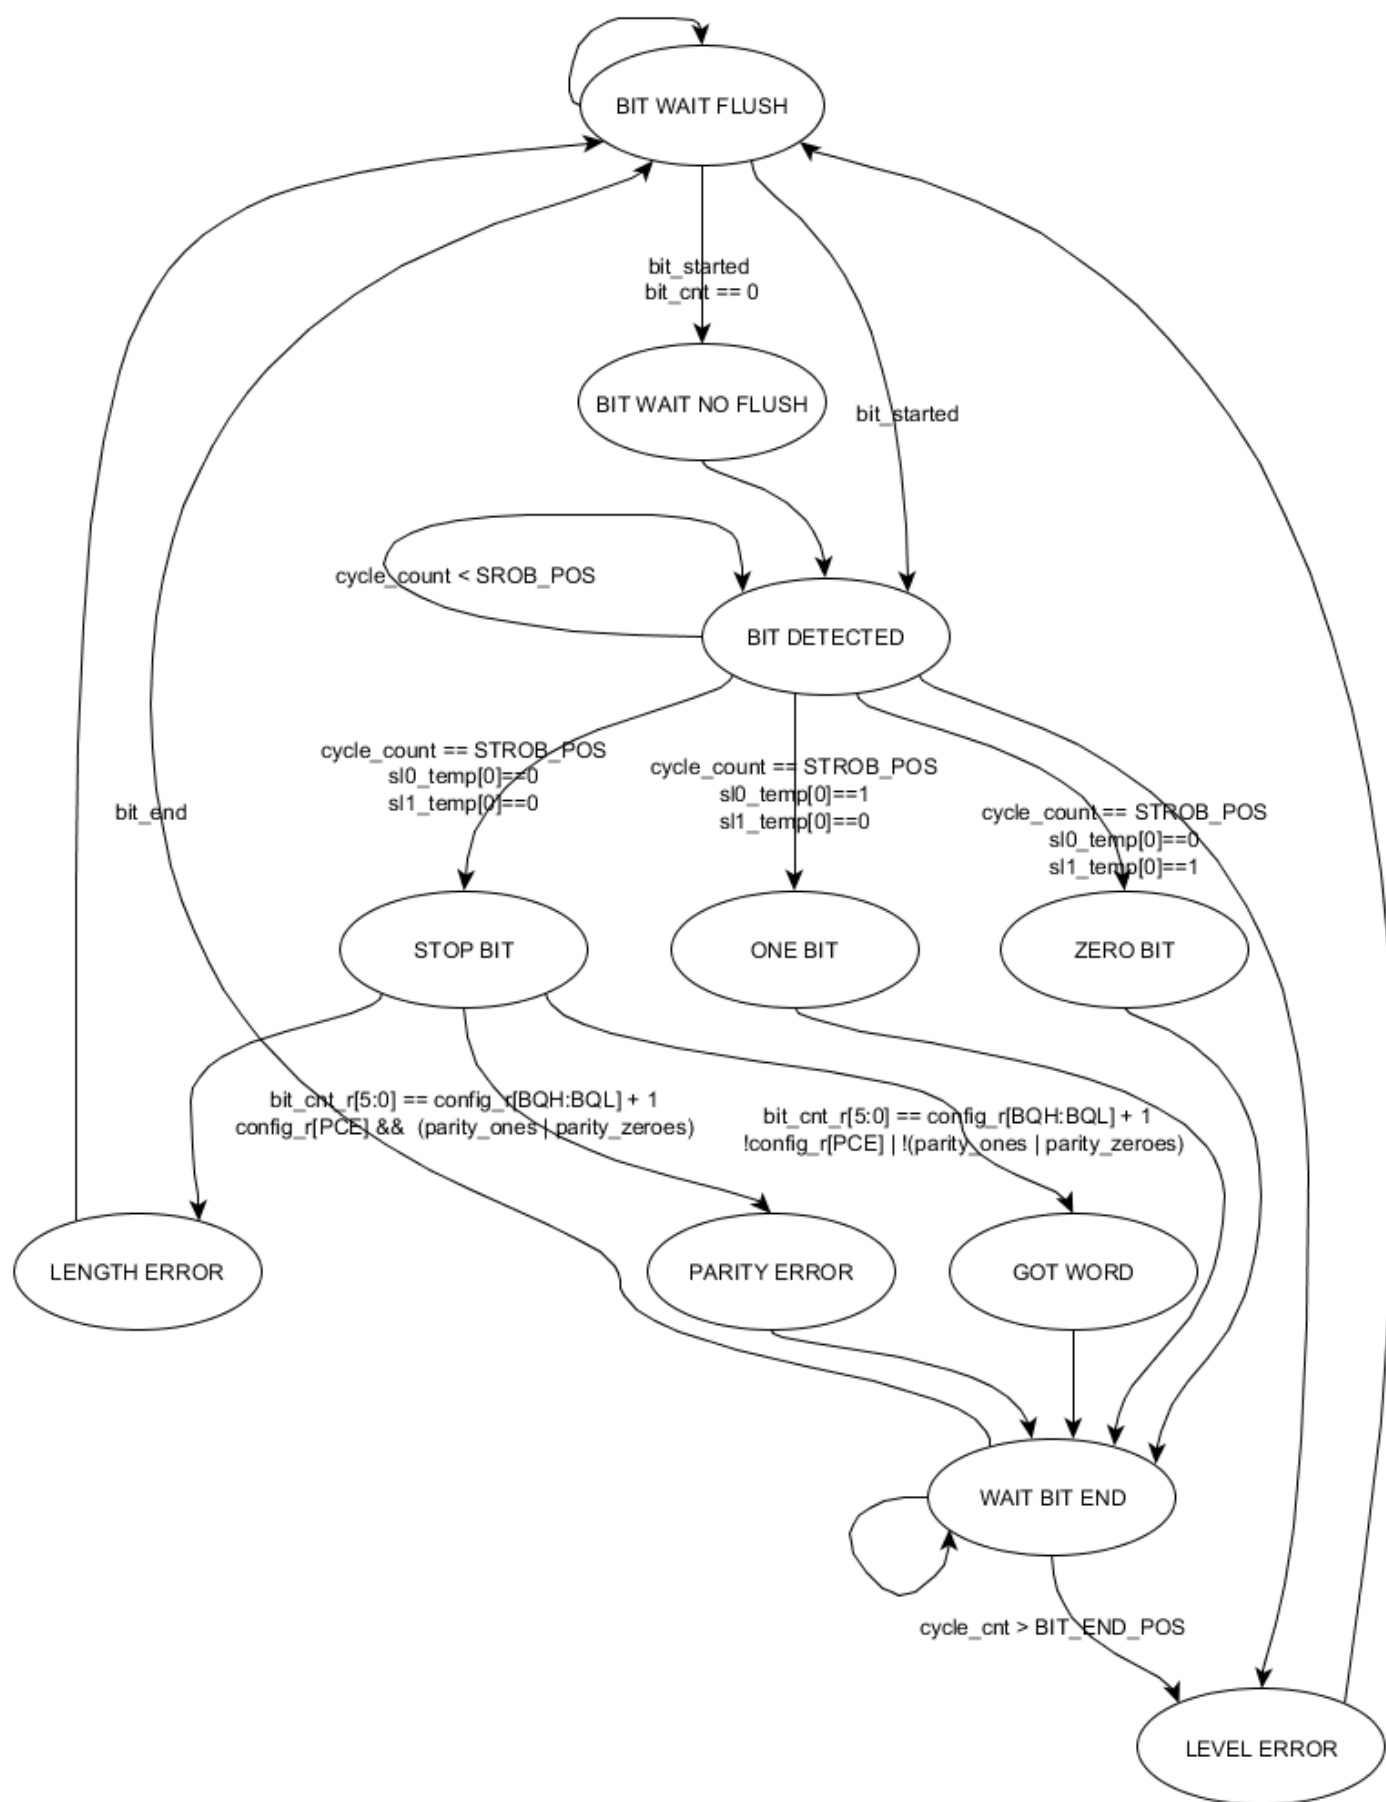 BIT WAIT FLUSH
bit_started
bit_cnt == 0
BIT WAIT NO FLUSH
bit_started
cycle_count < SROB_POS
BIT DETECTED
cycle_count == STROB_POS
sl0_temp[0]==0
sl1_temp[0]==0
cycle_count == STROB_POS
sl0_temp[0]==1
sl1_temp[0]==0
cycle_count == STROB_POS
sl0_temp[0]==0
sl1_temp[0]==1
bit_end
STOP BIT
ONE BIT
ZERO BIT
bit_cnt_r[5:0] == config_r[BQH:BQL] + 1
config_r[PCE] && (parity_ones | parity_zeroes)
bit_cnt_r[5:0] == config_r[BQH:BQL] + 1
!config_r[PCE] | !(parity_ones | parity_zeroes)
LENGTH ERROR
PARITY ERROR
GOT WORD
WAIT BIT END
cycle_cnt > BIT_END_POS
LEVEL ERROR